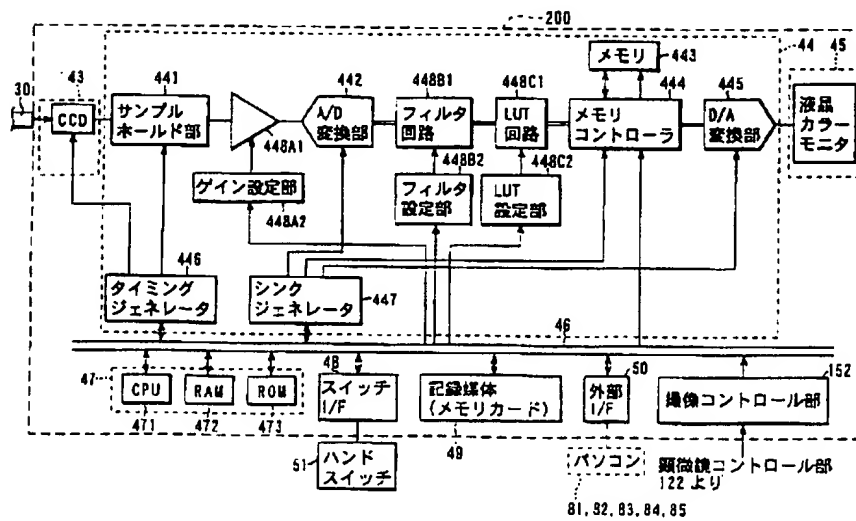 200
43
441
442
448B1
448C1
メモリ
443
44
45
30
CCD
サンプル
ホールド部
448A1
A/D
変換部
フィルタ
回路
LUT
回路
メモリ
コントローラ
444
445
D/A
変換部
液晶
カラー
モニタ
ゲイン設定部
448A2
448B2
フィルタ
設定部
448C2
LUT
設定部
446
タイミング
ジェネレータ
シンク
ジェネレータ
447
46
47
CPU
471
RAM
472
ROM
473
48
スイッチ
I/F
記録媒体
(メモリカード)
49
50
外部
I/F
152
撮像コントロール部
51
ハンド
スイッチ
パソコン
81, 82, 83, 84, 85
顕微鏡コントロール部
122より